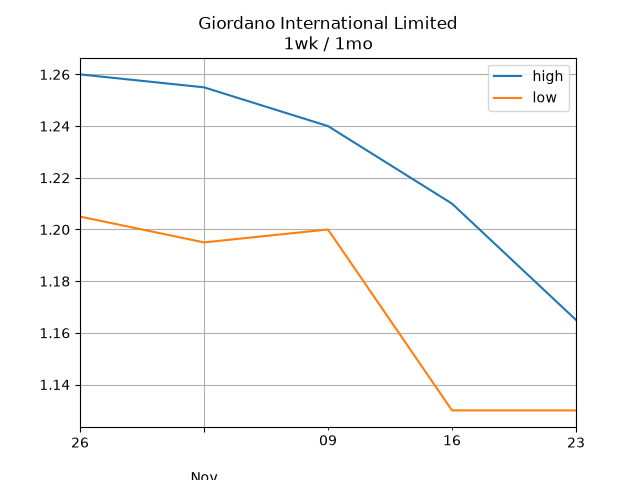 Giordano International Limited
1wk / 1mo
high
low
1.26
1.24
1.22
1.20
1.18
1.16
1.14
26
09
16
23
Nov